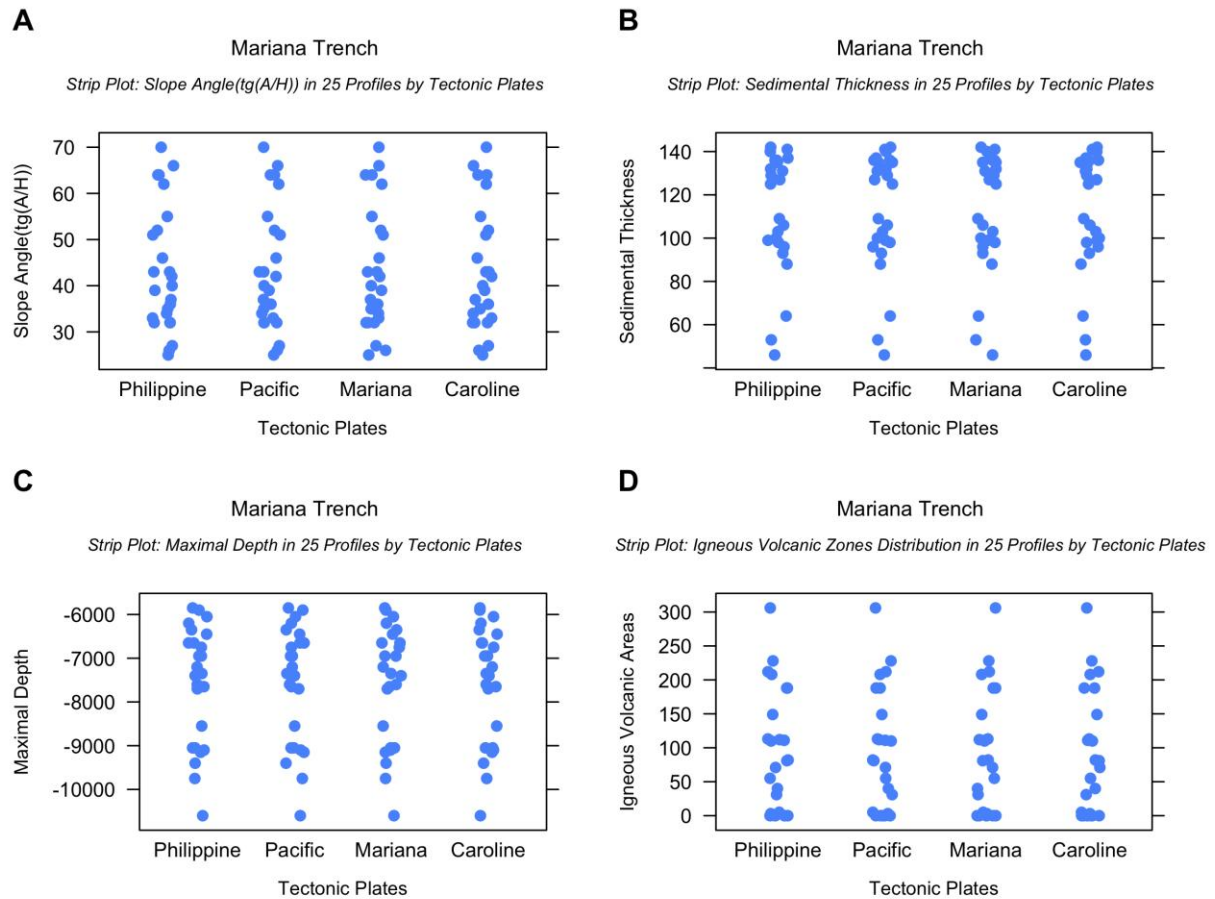 A
Mariana Trench
Strip Plot: Slope Angle(tg(A/H)) in 25 Profiles by Tectonic Plates
Slope Angle(tg(A/H))
70
60
50
40
30
Philippine Pacific Mariana Caroline
Tectonic Plates
B
Mariana Trench
Strip Plot: Sedimental Thickness in 25 Profiles by Tectonic Plates
Sedimental Thickness
140
120
100
80
60
Philippine Pacific Mariana Caroline
Tectonic Plates
C
Mariana Trench
Strip Plot: Maximal Depth in 25 Profiles by Tectonic Plates
Maximal Depth
-6000
-7000
-8000
-9000
-10000
Philippine Pacific Mariana Caroline
Tectonic Plates
D
Mariana Trench
Strip Plot: Igneous Volcanic Zones Distribution in 25 Profiles by Tectonic Plates
Igneous Volcanic Areas
300
250
200
150
100
50
0
Philippine Pacific Mariana Caroline
Tectonic Plates